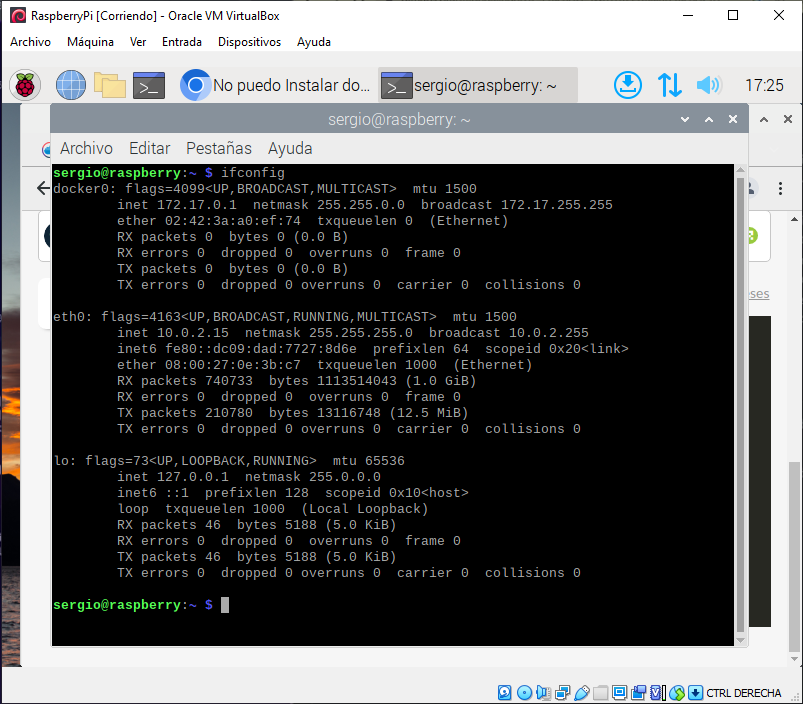 RaspberryPi [Corriendo] - Oracle VM VirtualBox
Archivo Máquina Ver Entrada Dispositivos Ayuda
No puedo Instalar do... sergio@raspberry: ~ 17:25
sergio@raspberry: ~
Archivo Editar Pestañas Ayuda
sergio@raspberry:~ $ ifconfig
docker0: flags=4099<UP,BROADCAST,MULTICAST>  mtu 1500
        inet 172.17.0.1  netmask 255.255.0.0  broadcast 172.17.255.255
        ether 02:42:3a:a0:ef:74  txqueuelen 0  (Ethernet)
        RX packets 0  bytes 0 (0.0 B)
        RX errors 0  dropped 0  overruns 0  frame 0
        TX packets 0  bytes 0 (0.0 B)
        TX errors 0  dropped 0 overruns 0  carrier 0  collisions 0
eth0: flags=4163<UP,BROADCAST,RUNNING,MULTICAST>  mtu 1500
        inet 10.0.2.15  netmask 255.255.255.0  broadcast 10.0.2.255
        inet6 fe80::dc09:dad:7727:8d6e  prefixlen 64  scopeid 0x20<link>
        ether 08:00:27:0e:3b:c7  txqueuelen 1000  (Ethernet)
        RX packets 740733  bytes 1113514043 (1.0 GiB)
        RX errors 0  dropped 0  overruns 0  frame 0
        TX packets 210780  bytes 13116748 (12.5 MiB)
        TX errors 0  dropped 0 overruns 0  carrier 0  collisions 0
lo: flags=73<UP,LOOPBACK,RUNNING>  mtu 65536
        inet 127.0.0.1  netmask 255.0.0.0
        inet6 ::1  prefixlen 128  scopeid 0x10<host>
        loop  txqueuelen 1000  (Local Loopback)
        RX packets 46  bytes 5188 (5.0 KiB)
        RX errors 0  dropped 0  overruns 0  frame 0
        TX packets 46  bytes 5188 (5.0 KiB)
        TX errors 0  dropped 0 overruns 0  carrier 0  collisions 0
sergio@raspberry:~ $
CTRL DERECHA